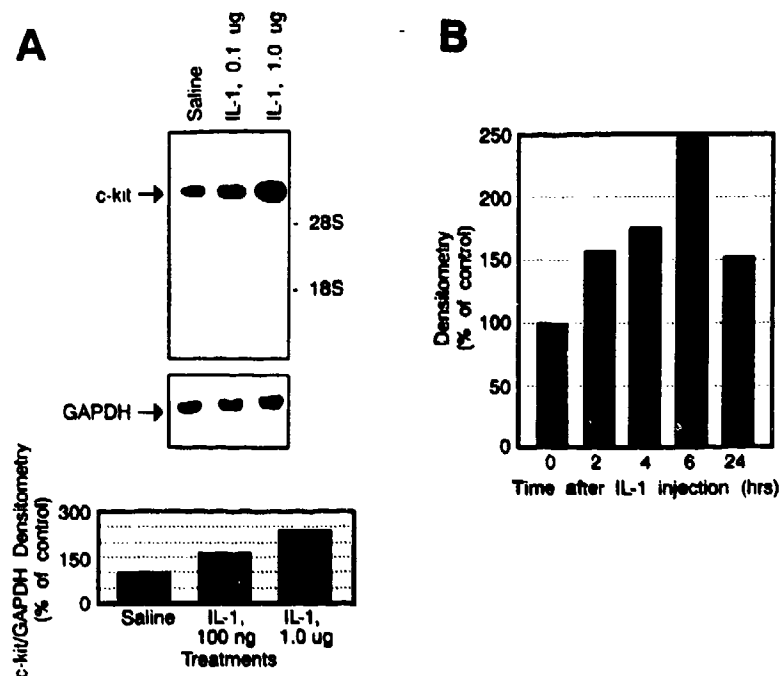 A
Saline
IL-1, 0.1 ug
IL-1, 1.0 ug
c-kit
28S
18S
GAPDH
c-kit/GAPDH Densitometry
(% of control)
300
150
0
Saline
IL-1,
100 ng
IL-1,
1.0 ug
Treatments
B
Densitometry
(% of control)
250
200
150
100
50
0
0 2 4 6 24
Time after IL-1 injection (hrs)